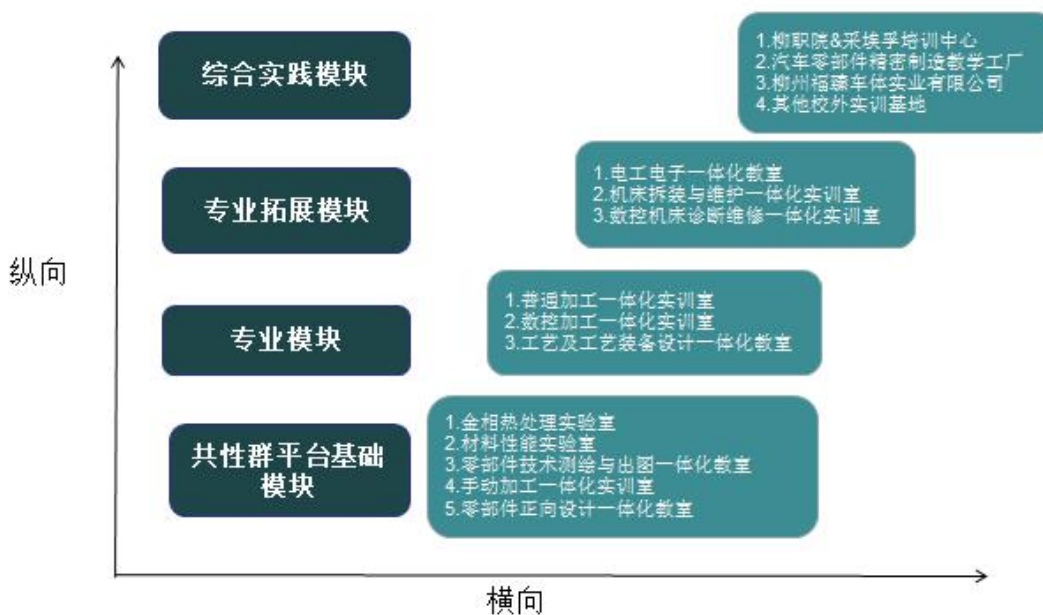 综合实践模块
1.柳职院&采埃孚培训中心
2.汽车零部件精密制造教学工厂
3.柳州福臻车体实业有限公司
4.其他校外实训基地
专业拓展模块
1.电工电子一体化教室
2.机床拆装与维护一体化实训室
3.数控机床诊断维修一体化实训室
纵向
专业模块
1.普通加工一体化实训室
2.数控加工一体化实训室
3.工艺及工艺装备设计一体化教室
共性群平台基础
模块
1.金相热处理实验室
2.材料性能实验室
3.零部件技术测绘与出图一体化教室
4.手动加工一体化实训室
5.零部件正向设计一体化教室
横向